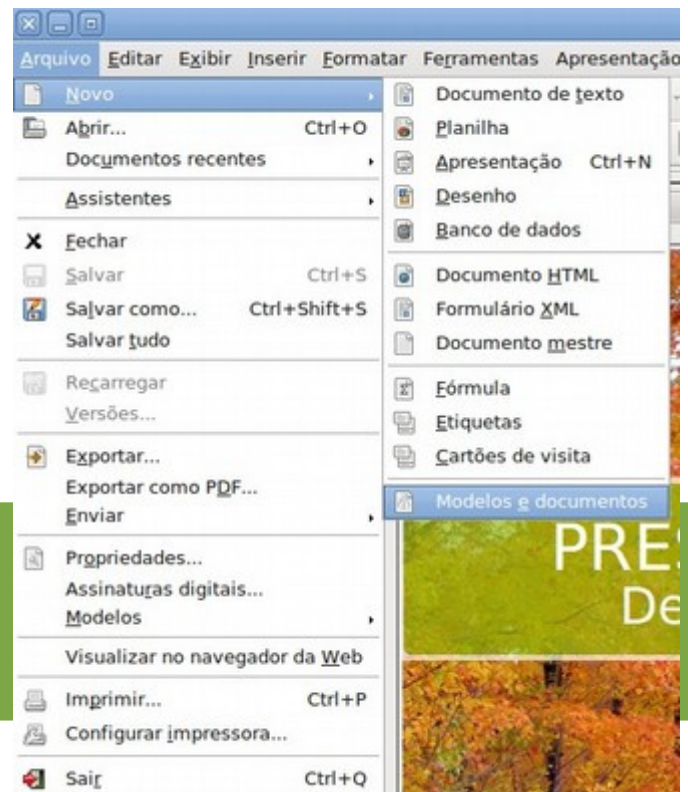 Arquivo Editar Exibir Inserir Formatar Ferramentas Apresentação
Novo
Abrir... Ctrl+O
Documentos recentes
Assistentes
Fechar
Salvar Ctrl+S
Salvar como... Ctrl+Shift+S
Salvar tudo
Recarregar
Versões...
Exportar...
Exportar como PDF...
Enviar
Propriedades...
Assinaturas digitais...
Modelos
Visualizar no navegador da Web
Imprimir... Ctrl+P
Configurar impressora...
Sair Ctrl+Q
Documento de texto
Planilha
Apresentação Ctrl+N
Desenho
Banco de dados
Documento HTML
Formulário XML
Documento mestre
Fórmula
Etiquetas
Cartões de visita
Modelos e documentos
PRES
De